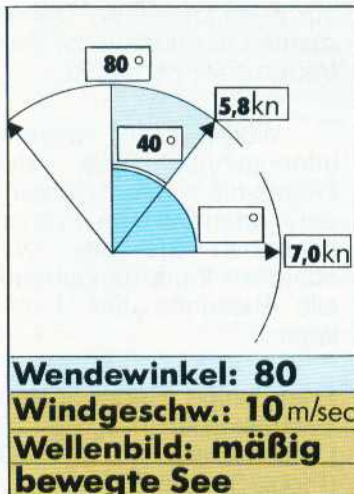 80°
5,8kn
40°
°
7,0kn
Wendewinkel: 80
Windgeschw.: 10 m/sec
Wellenbild: mäßig
bewegte See